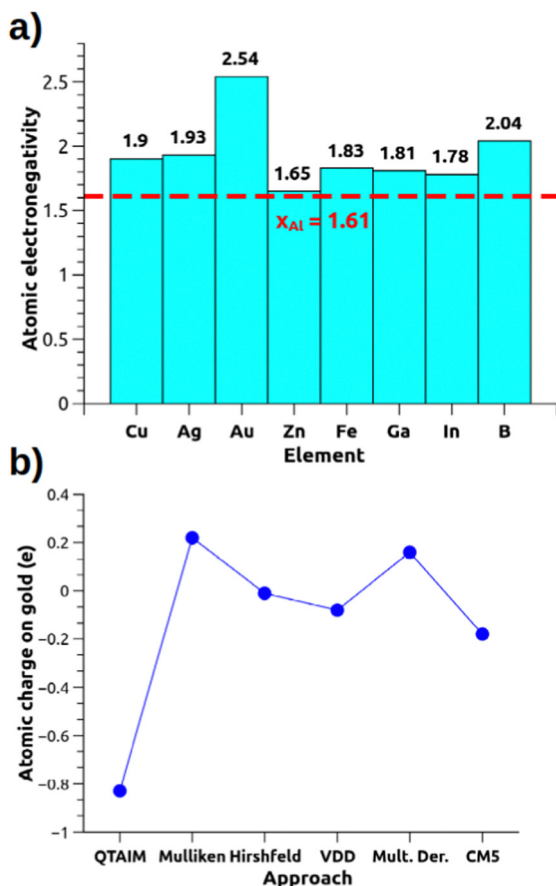 a)
Atomic electronegativity
2.5
2
1.5
1
0.5
0
1.9
1.93
2.54
1.65
1.83
1.81
1.78
2.04
xAl = 1.61
Cu Ag Au Zn Fe Ga In B
Element
b)
Atomic charge on gold (e)
0.4
0.2
0
−0.2
−0.4
−0.6
−0.8
−1
QTAIM Mulliken Hirshfeld VDD Mult. Der. CM5
Approach